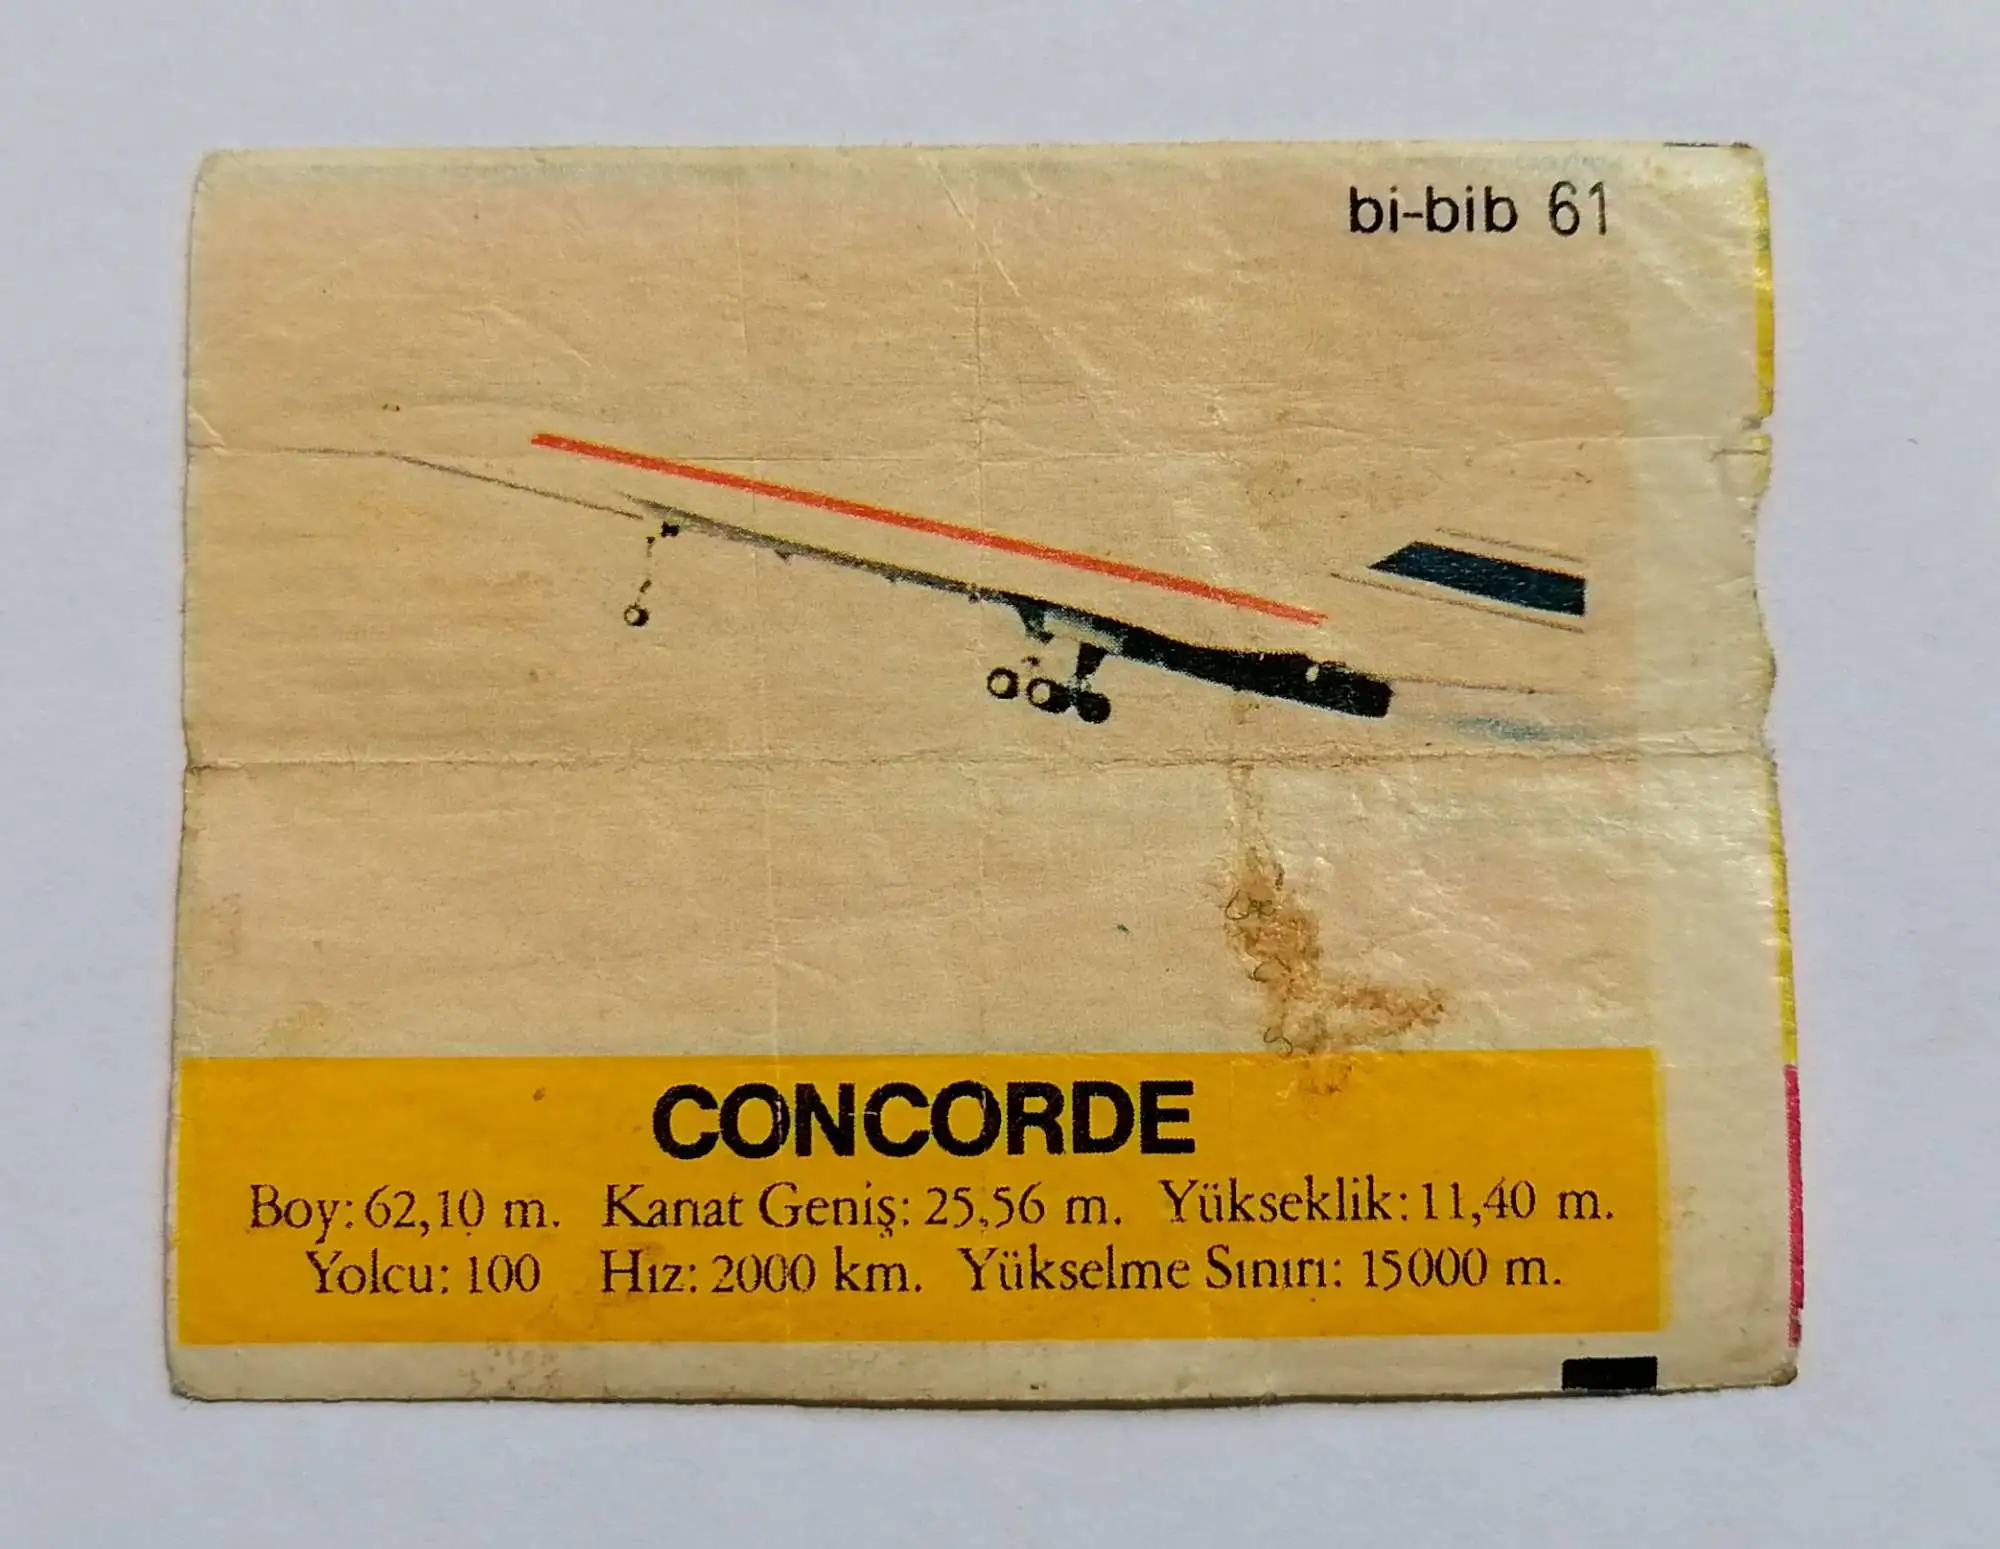 bi-bib 61
CONCORDE
Boy: 62,10 m. Kanat Geniş: 25,56 m. Yükseklik: 11,40 m.
Yolcu: 100 Hız: 2000 km. Yükselme Sınırı: 15000 m.